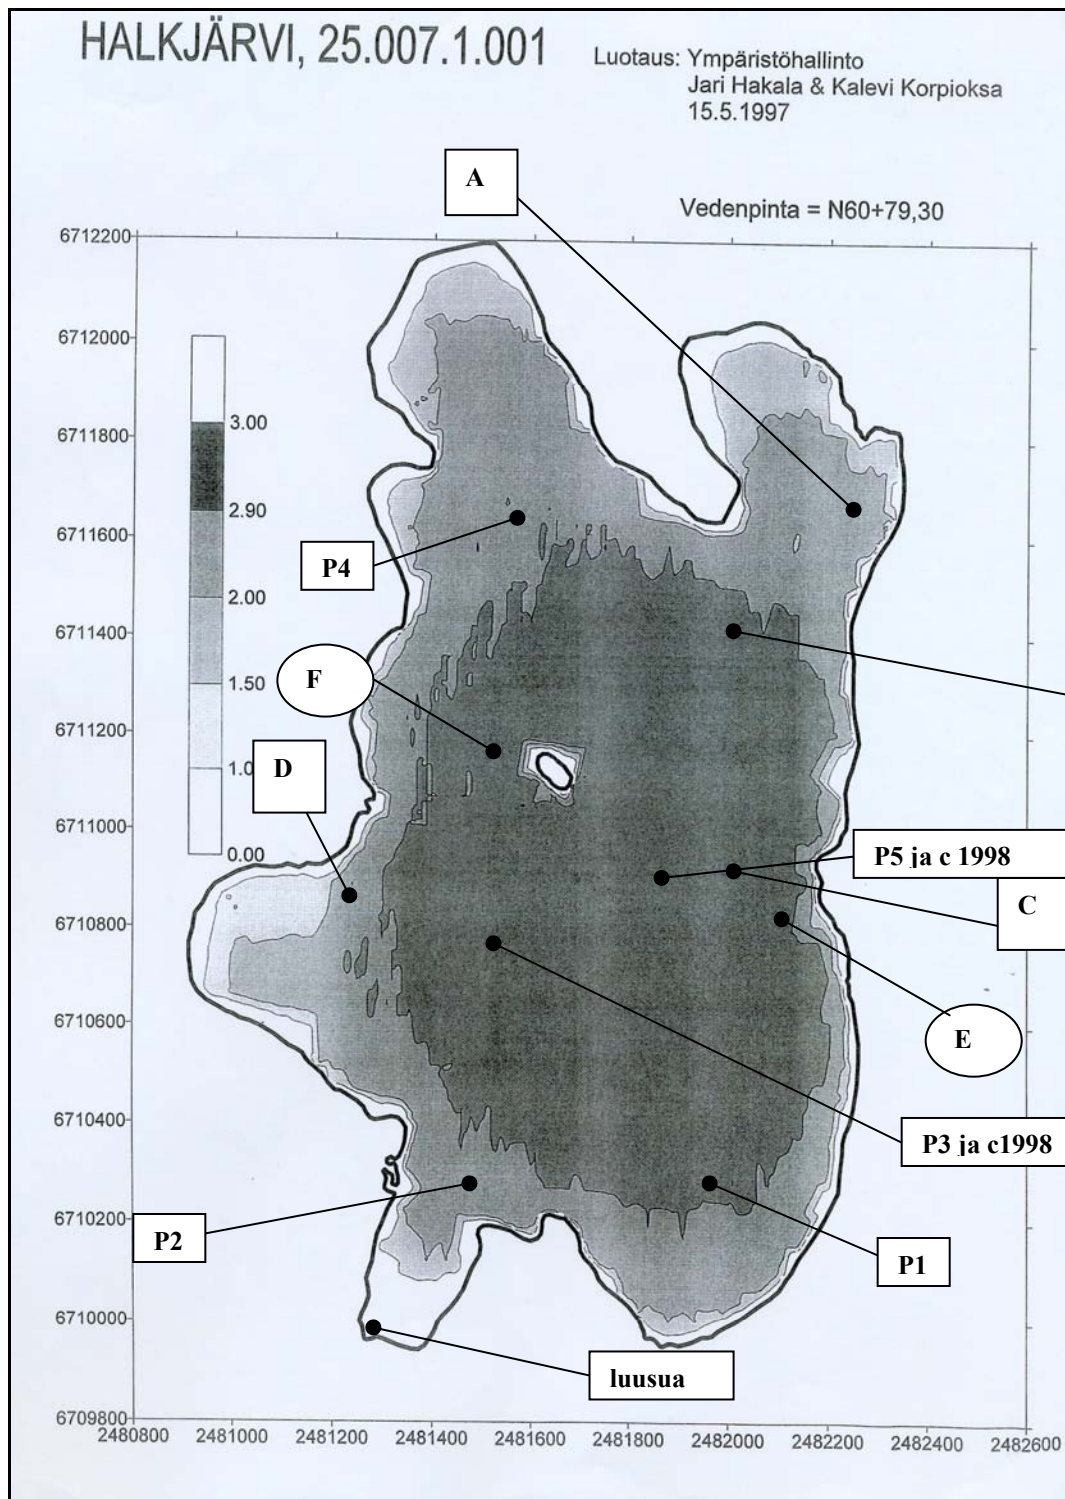 HALKJÄRVI, 25.007.1.001
Luotaus: Ympäristöhallinto
Jari Hakala & Kalevi Korpioksa
15.5.1997
A
Vedenpinta = N60+79,30
6712200
6712000
6711800
6711600
6711400
6711200
6711000
6710800
6710600
6710400
6710200
6710000
6709800
3.00
2.90
2.00
1.50
1.0
0.00
P4
F
D
P5 ja c 1998
C
E
P3 ja c1998
P2
P1
luusua
2480800 2481000 2481200 2481400 2481600 2481800 2482000 2482200 2482400 2482600